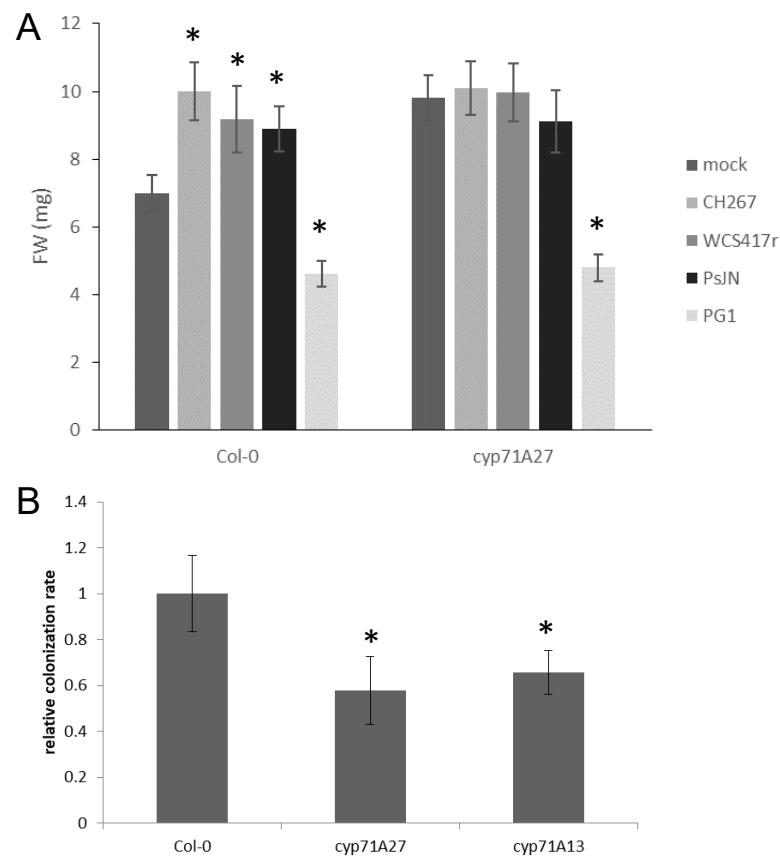 A
12
10
8
6
4
2
0
FW (mg)
* * * *
*
Col-0 cyp71A27
mock
CH267
WCS417r
PsJN
PG1
B
1.4
1.2
1
0.8
0.6
0.4
0.2
0
relative colonization rate
* *
Col-0 cyp71A27 cyp71A13